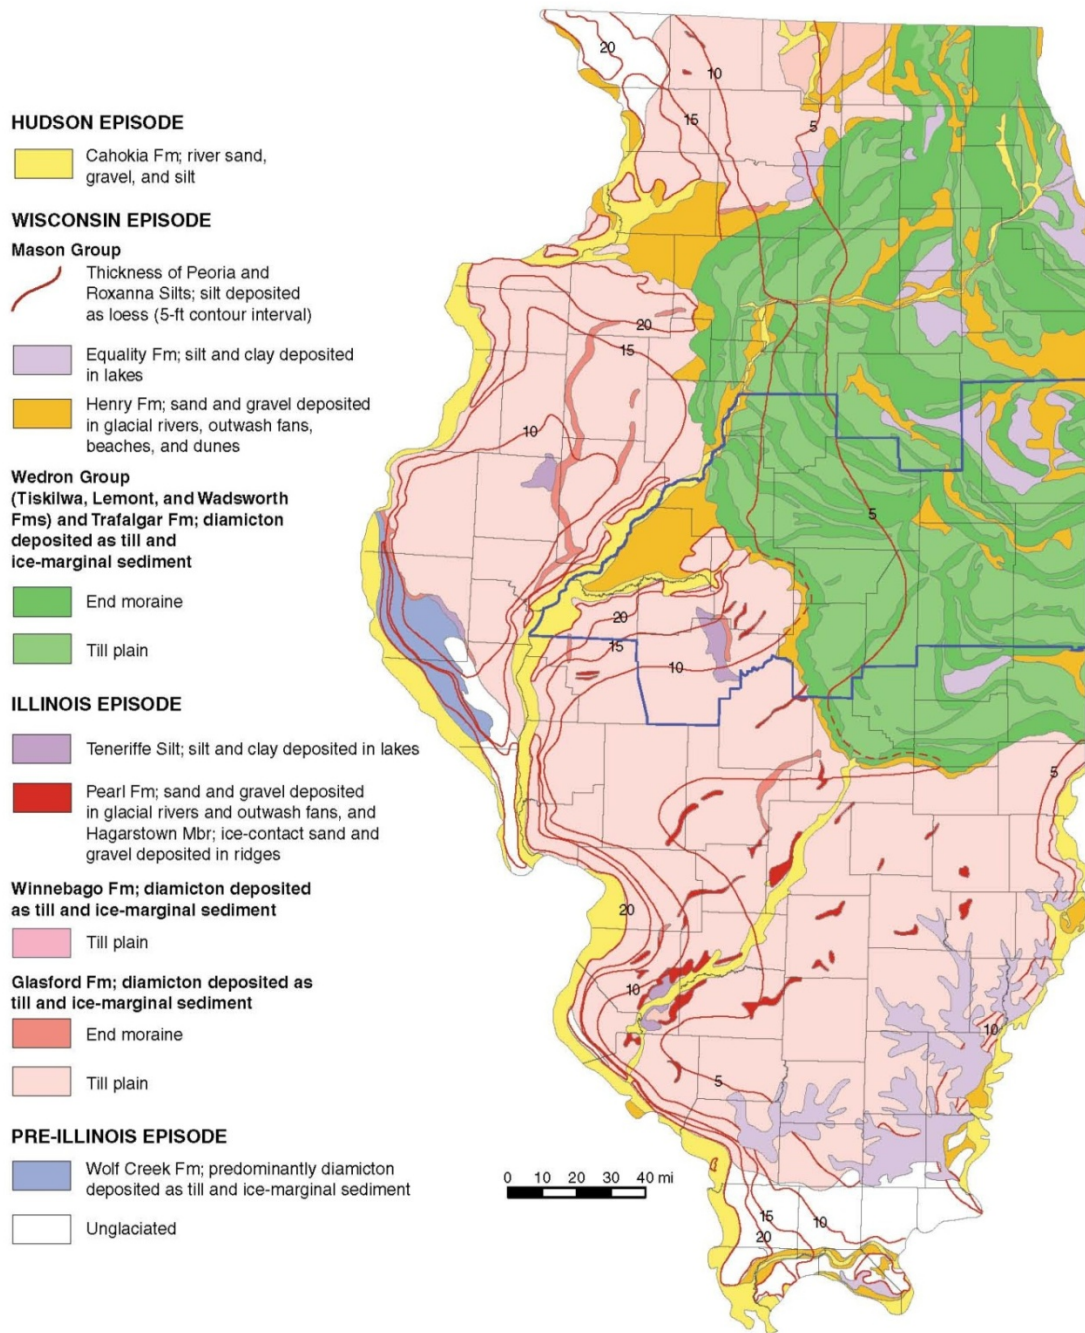 HUDSON EPISODE
Cahokia Fm; river sand,
gravel, and silt
WISCONSIN EPISODE
Mason Group
Thickness of Peoria and
Roxanna Silts; silt deposited
as loess (5-ft contour interval)
Equality Fm; silt and clay deposited
in lakes
Henry Fm; sand and gravel deposited
in glacial rivers, outwash fans,
beaches, and dunes
Wedron Group
(Tiskilwa, Lemont, and Wadsworth
Fms) and Trafalgar Fm; diamicton
deposited as till and
ice-marginal sediment
End moraine
Till plain
ILLINOIS EPISODE
Teneriffe Silt; silt and clay deposited in lakes
Pearl Fm; sand and gravel deposited
in glacial rivers and outwash fans, and
Hagarstown Mbr; ice-contact sand and
gravel deposited in ridges
Winnebago Fm; diamicton deposited
as till and ice-marginal sediment
Till plain
Glasford Fm; diamicton deposited as
till and ice-marginal sediment
End moraine
Till plain
PRE-ILLINOIS EPISODE
Wolf Creek Fm; predominantly diamicton
deposited as till and ice-marginal sediment
Unglaciated
20
10
15
5
20
15
10
5
20
15
10
5
20
10
10
5
15
10
20
0 10 20 30 40 mi